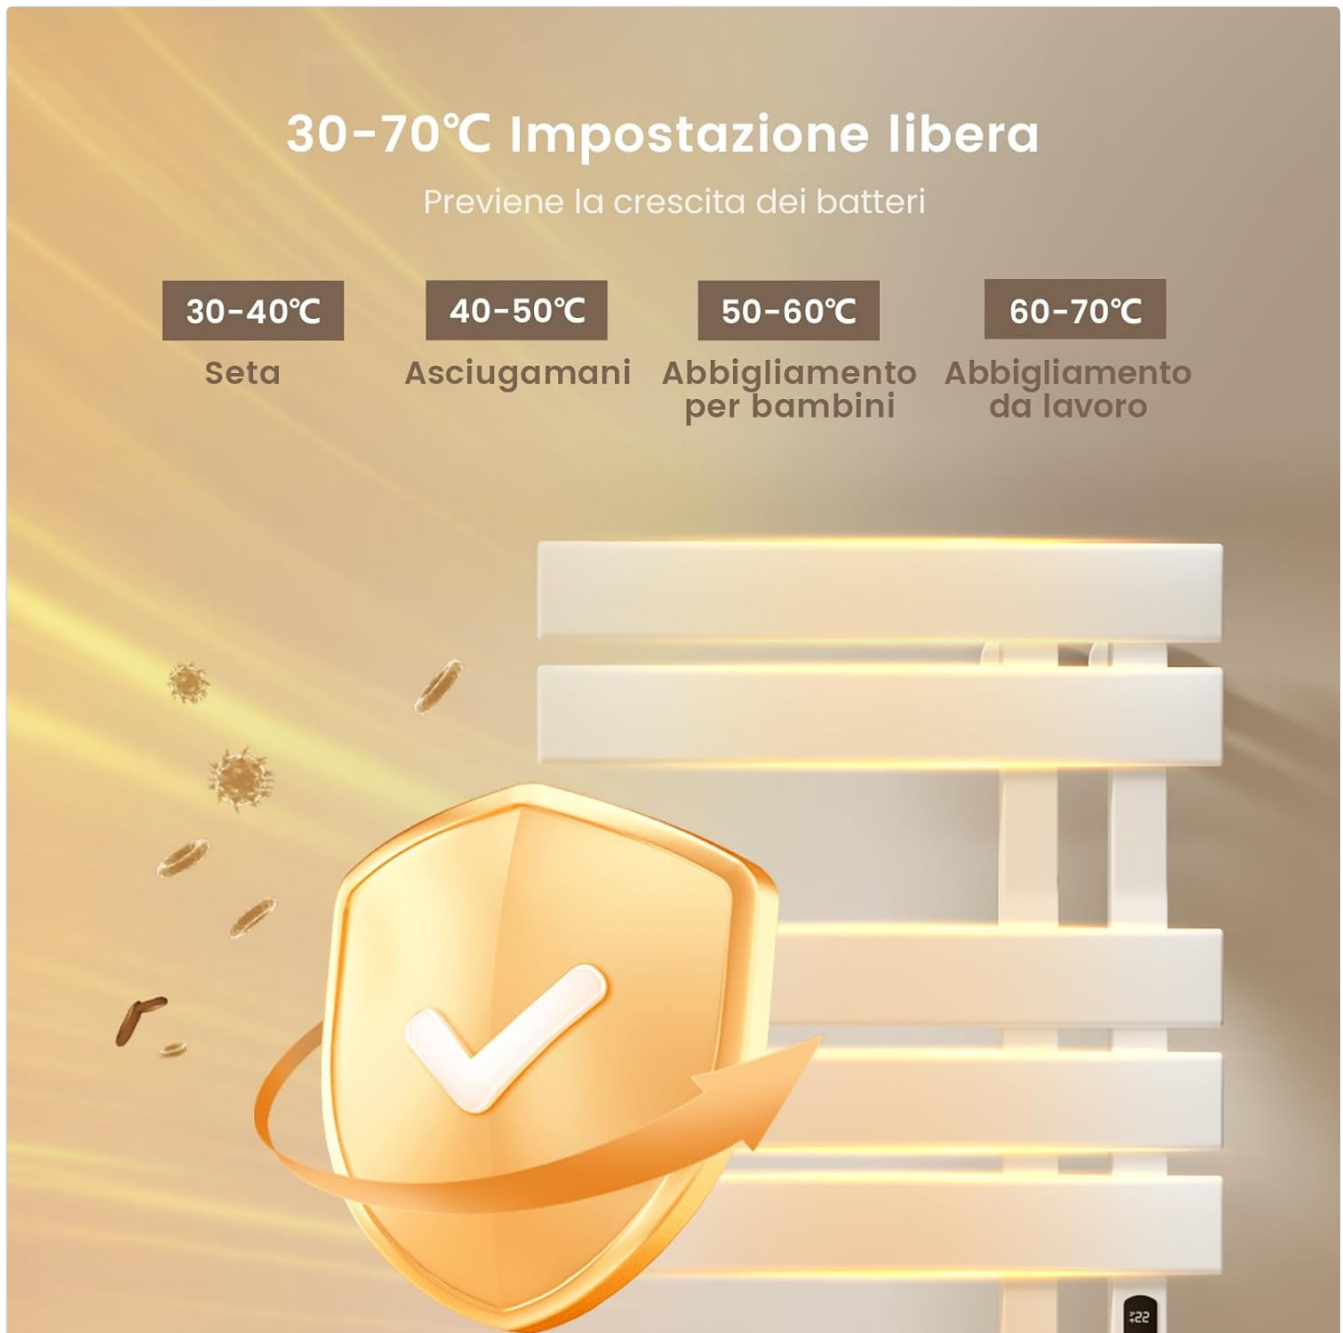 30-70℃ Impostazione libera
Previene la crescita dei batteri
30-40℃
40-50℃
50-60℃
60-70℃
Seta
Asciugamani
Abbigliamento
per bambini
Abbigliamento
da lavoro